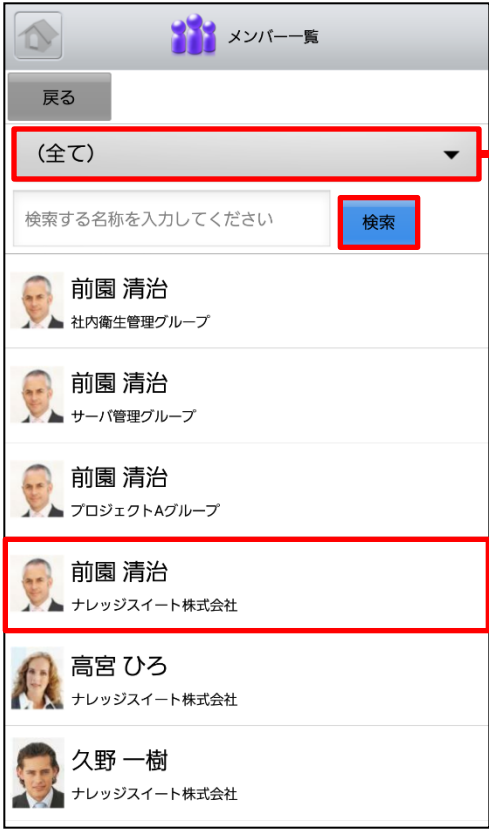 メンバー一覧
戻る
（全て）
検索する名称を入力してください
検索
前園 清治
社内衛生管理グループ
前園 清治
サーバ管理グループ
前園 清治
プロジェクトAグループ
前園 清治
ナレッジスイート株式会社
高宮 ひろ
ナレッジスイート株式会社
久野 一樹
ナレッジスイート株式会社